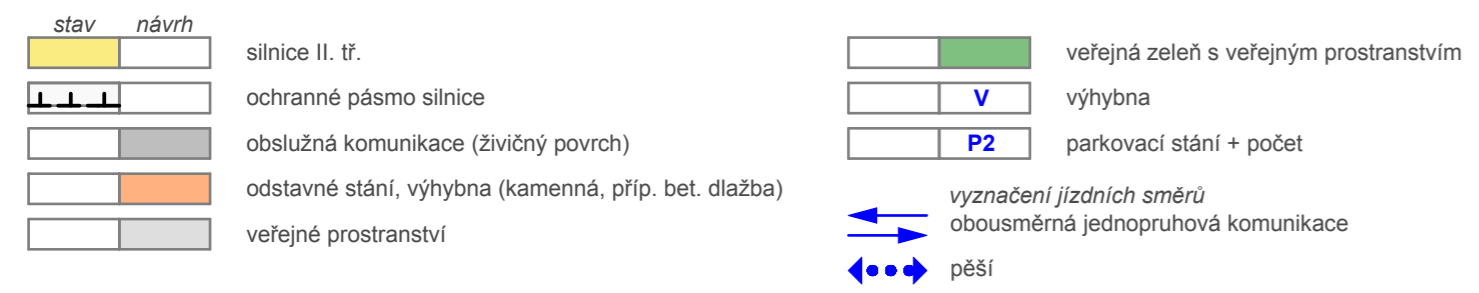 stav návrh
silnice II. tř.
ochranné pásmo silnice
obslužná komunikace (živičný povrch)
odstavné stání, výhybna (kamenná, příp. bet. dlažba)
veřejné prostranství
veřejná zeleň s veřejným prostranstvím
V výhybna
P2 parkovací stání + počet
vyznačení jízdních směrů
obousměrná jednopruhová komunikace
pěší